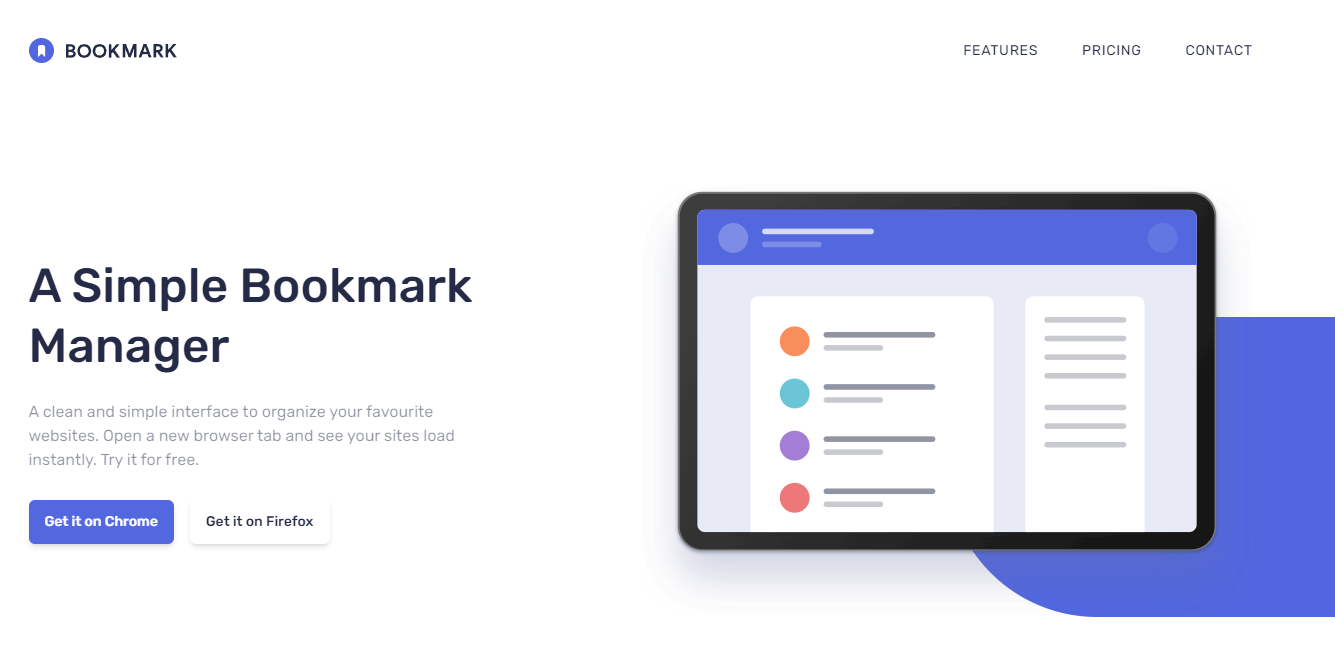 BOOKMARK
FEATURES
PRICING
CONTACT
A Simple Bookmark
Manager
A clean and simple interface to organize your favourite
websites. Open a new browser tab and see your sites load
instantly. Try it for free.
Get it on Chrome
Get it on Firefox